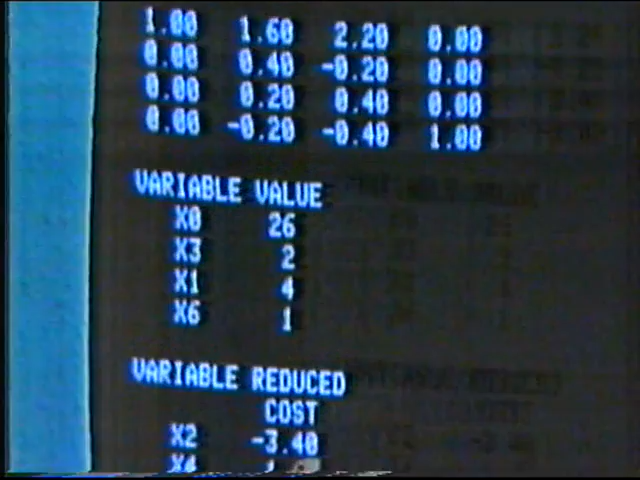 1.00 1.60 2.20 0.00
0.00 0.40 -0.20 0.00
0.00 0.20 0.40 0.00
0.00 -0.20 -0.40 1.00
VARIABLE VALUE
X0 26
X3 2
X1 4
X6 1
VARIABLE REDUCED
COST
X2 -3.40
X4